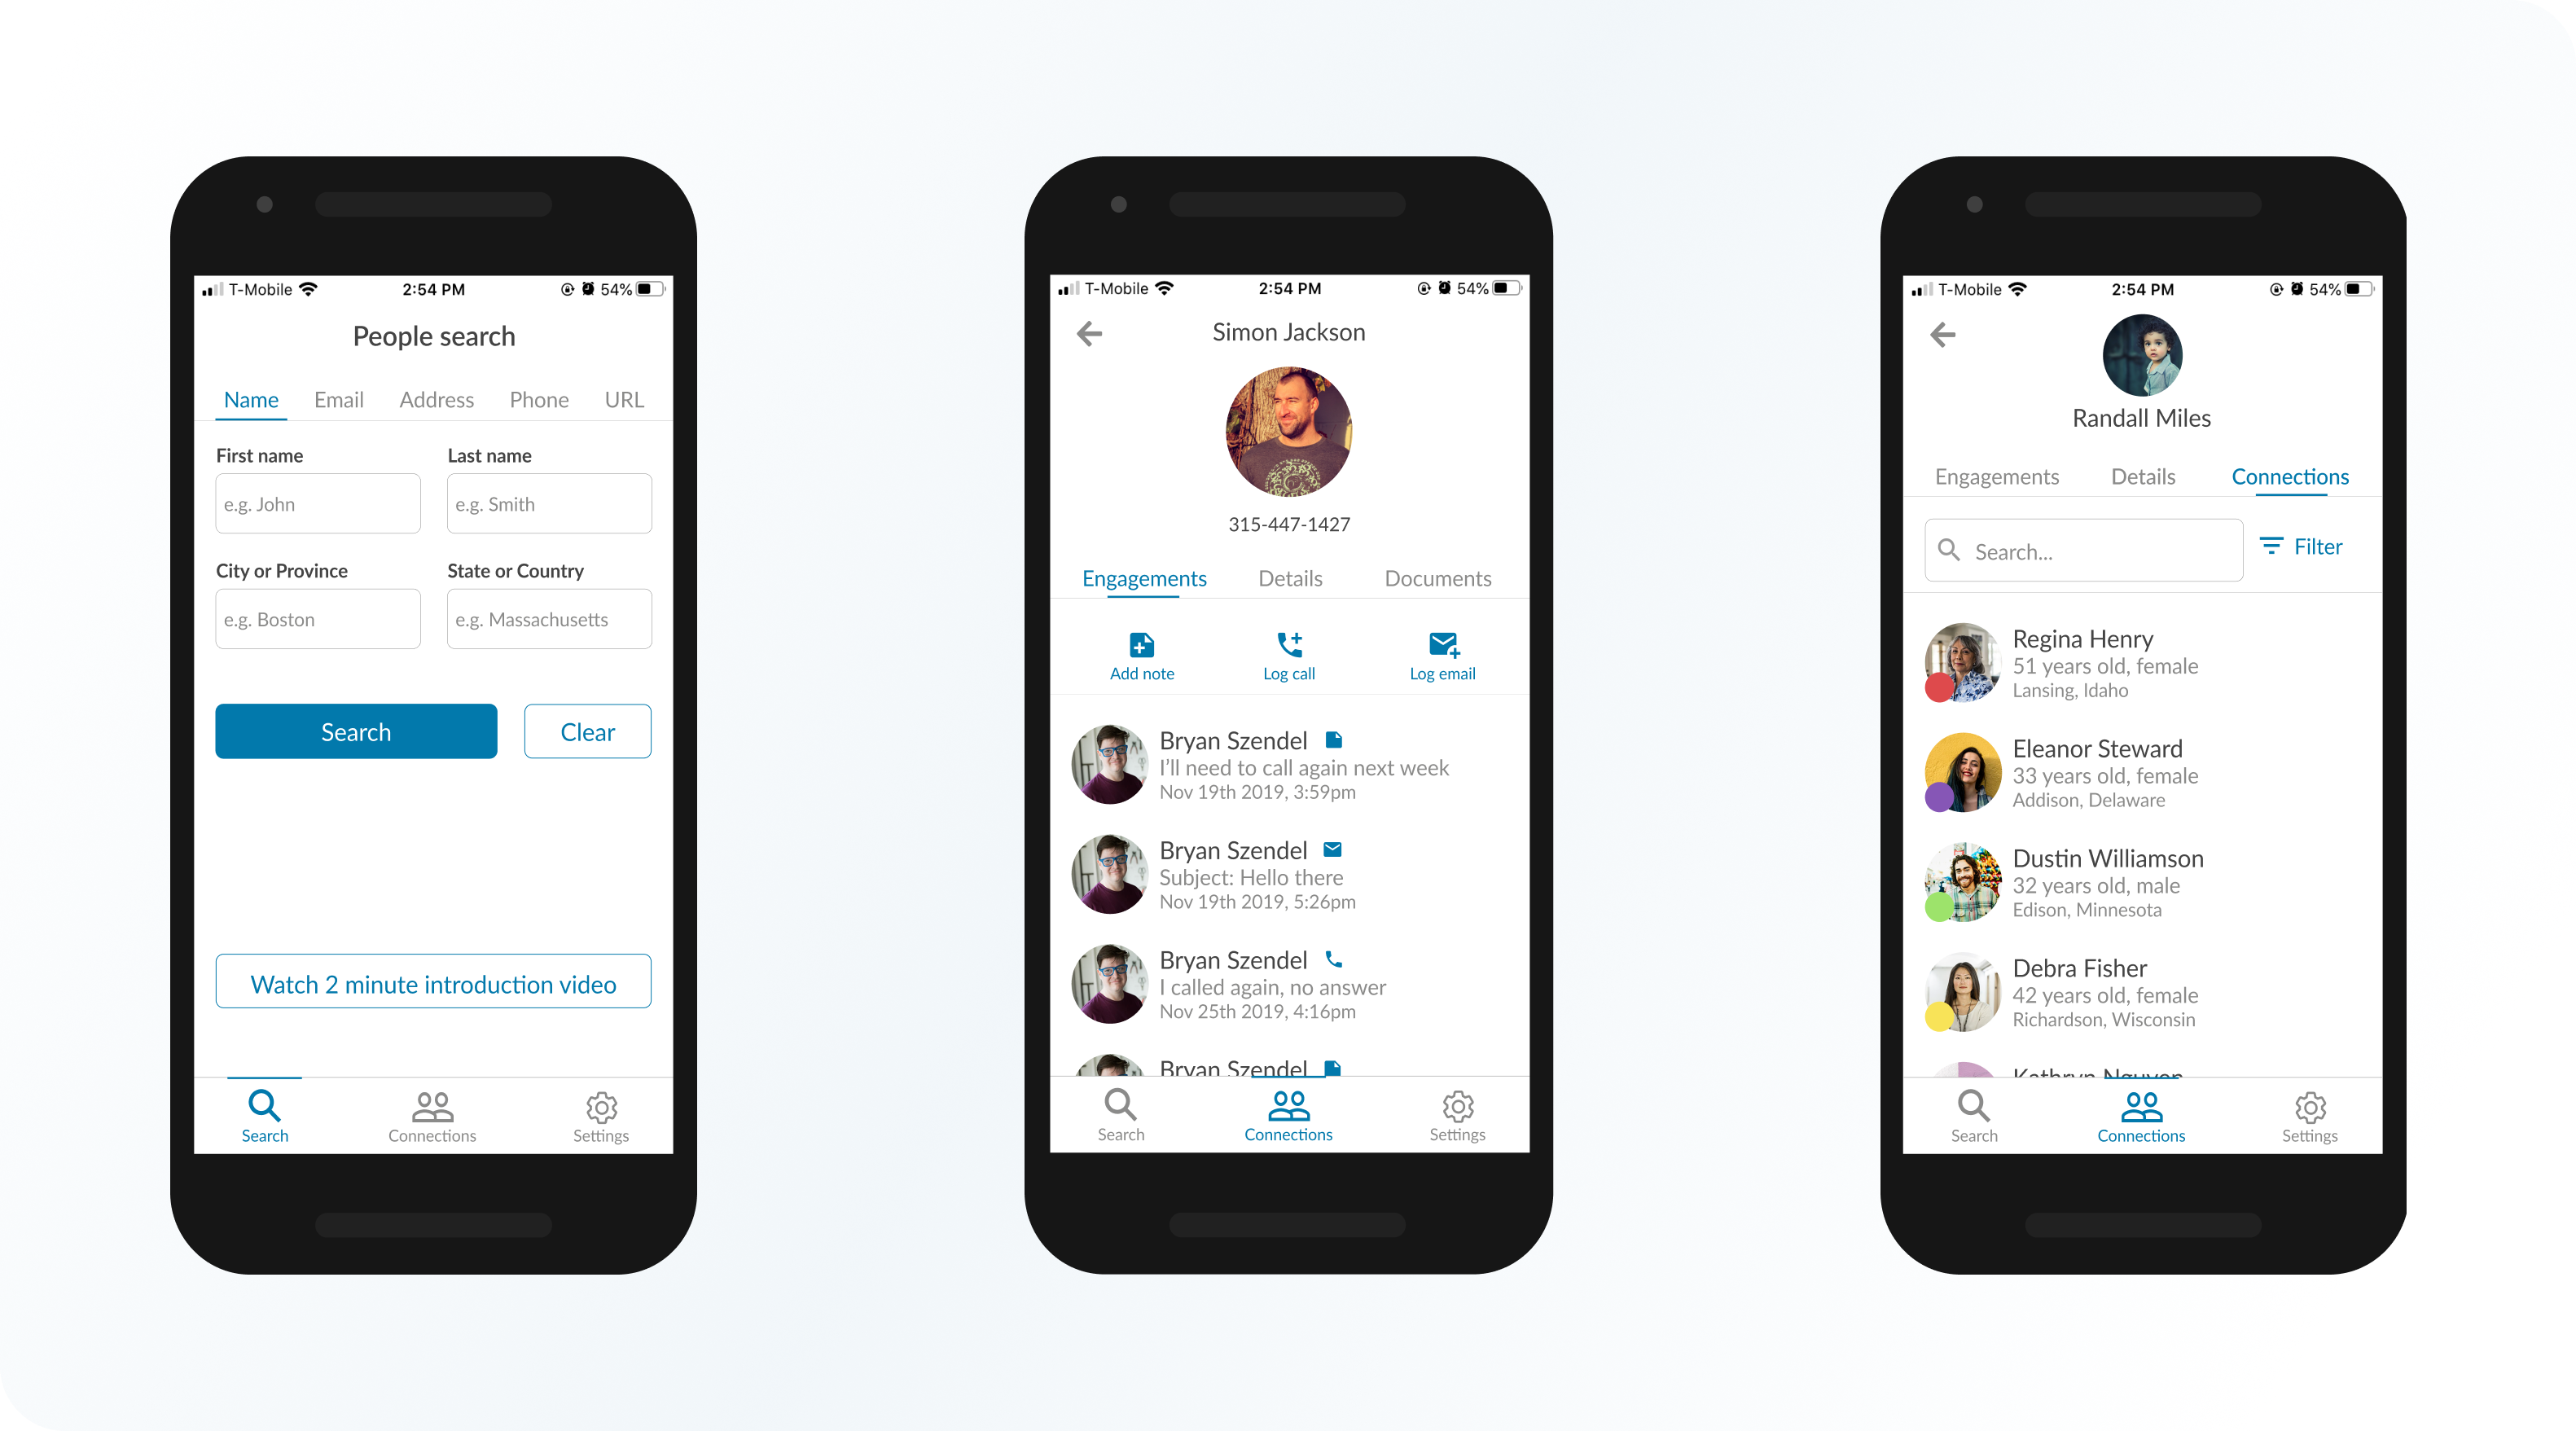 T-Mobile 2:54 PM 54%
People search
Name Email Address Phone URL
First name Last name
e.g. John e.g. Smith
City or Province State or Country
e.g. Boston e.g. Massachusetts
Search Clear
Watch 2 minute introduction video
Search Connections Settings
T-Mobile 2:54 PM 54%
Simon Jackson
315-447-1427
Engagements Details Documents
Add note Log call Log email
Bryan Szendel
I'll need to call again next week
Nov 19th 2019, 3:59pm
Bryan Szendel
Subject: Hello there
Nov 19th 2019, 5:26pm
Bryan Szendel
I called again, no answer
Nov 25th 2019, 4:16pm
Bryan Szendel
Search Connections Settings
T-Mobile 2:54 PM 54%
Randall Miles
Engagements Details Connections
Search... Filter
Regina Henry
51 years old, female
Lansing, Idaho
Eleanor Steward
33 years old, female
Addison, Delaware
Dustin Williamson
32 years old, male
Edison, Minnesota
Debra Fisher
42 years old, female
Richardson, Wisconsin
Kathryn Nguyen
Search Connections Settings